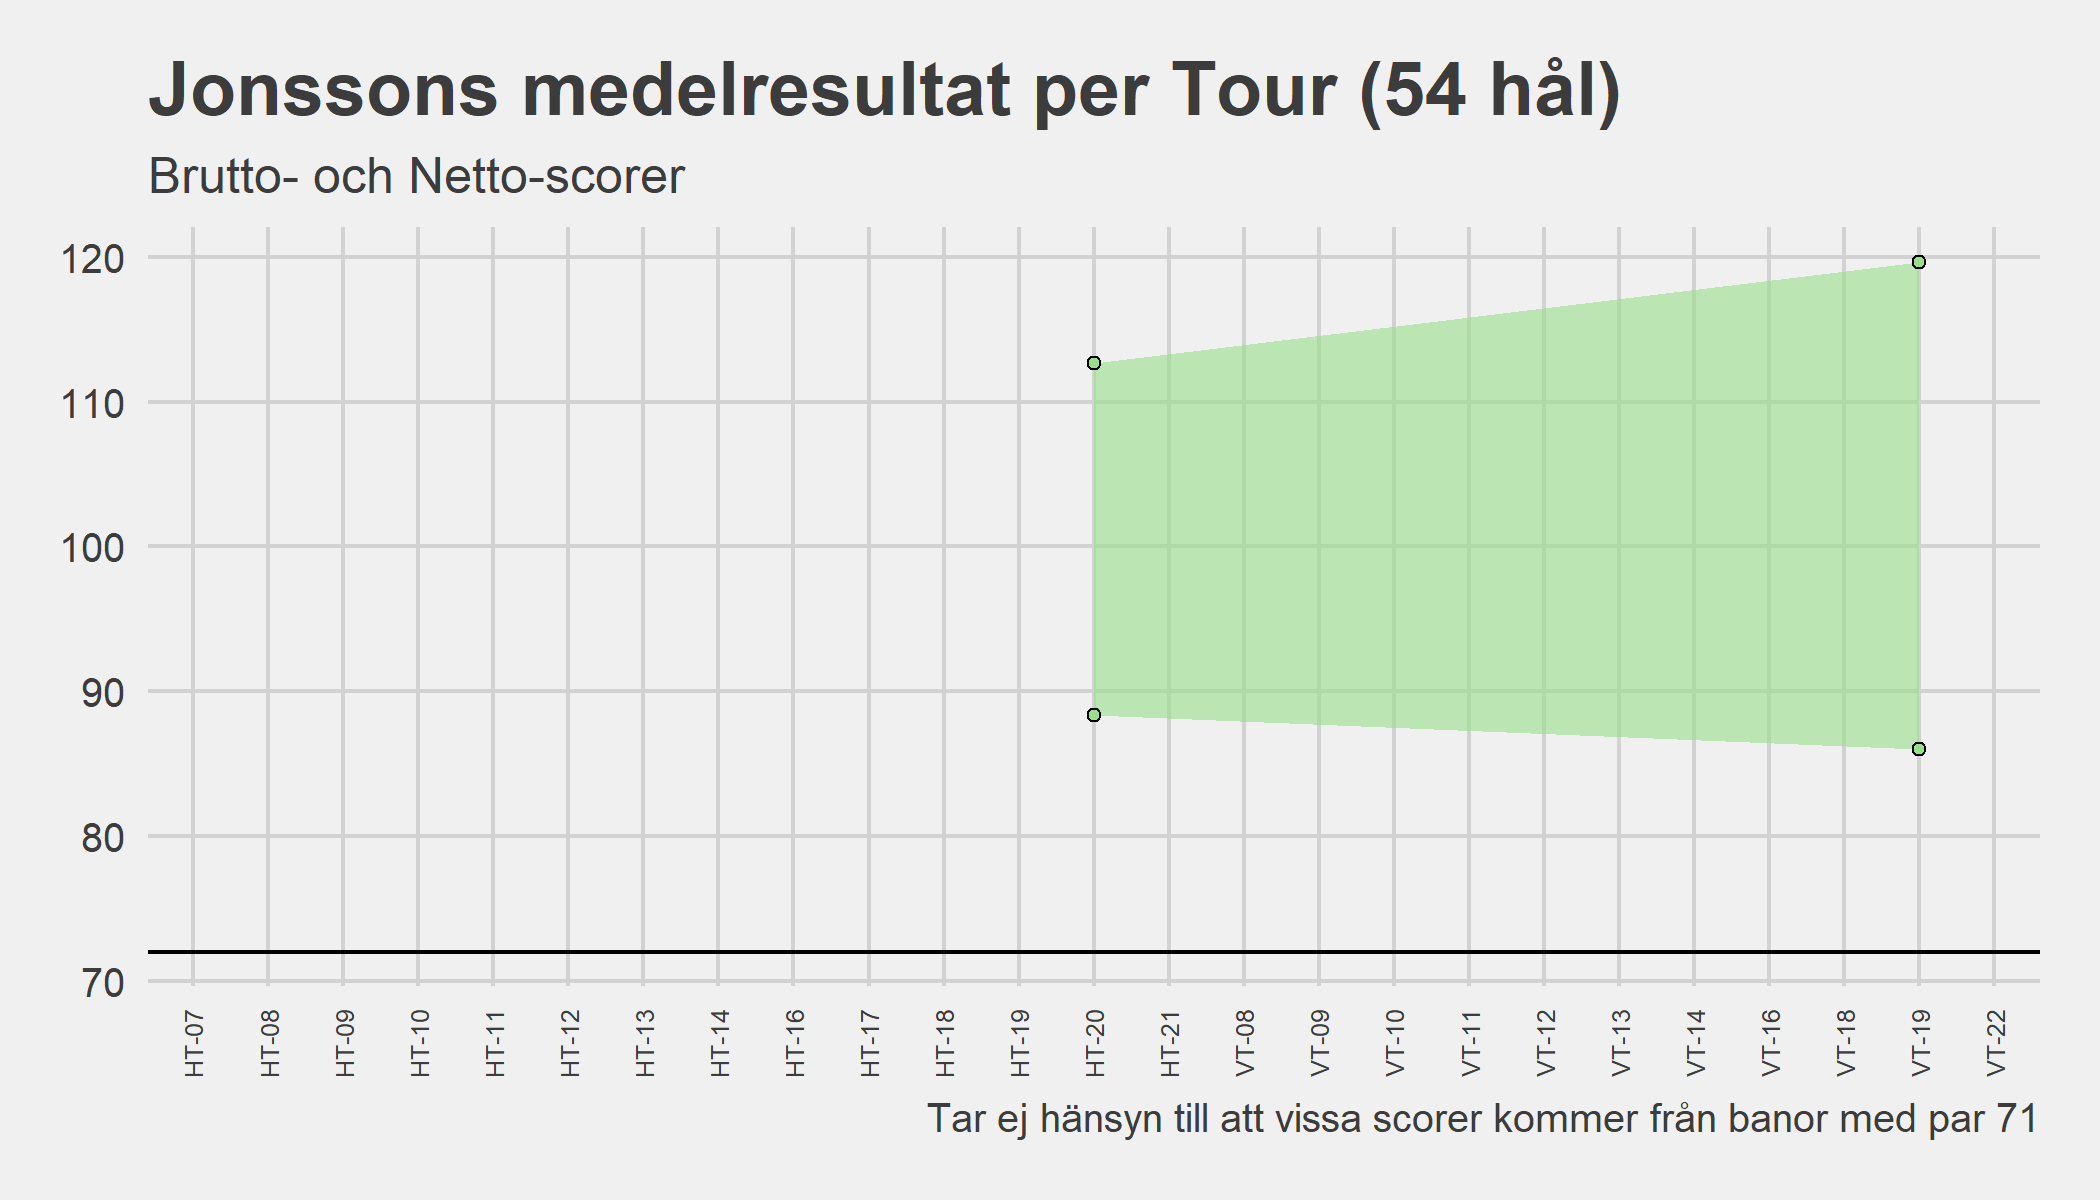 Jonssons medelresultat per Tour (54 hål)
Brutto- och Netto-scorer
120
110
100
90
80
70
HT-07 HT-08 HT-09 HT-10 HT-11 HT-12 HT-13 HT-14 HT-16 HT-17 HT-18 HT-19 HT-20 HT-21 VT-08 VT-09 VT-10 VT-11 VT-12 VT-13 VT-14 VT-16 VT-18 VT-19 VT-22
Tar ej hänsyn till att vissa scorer kommer från banor med par 71